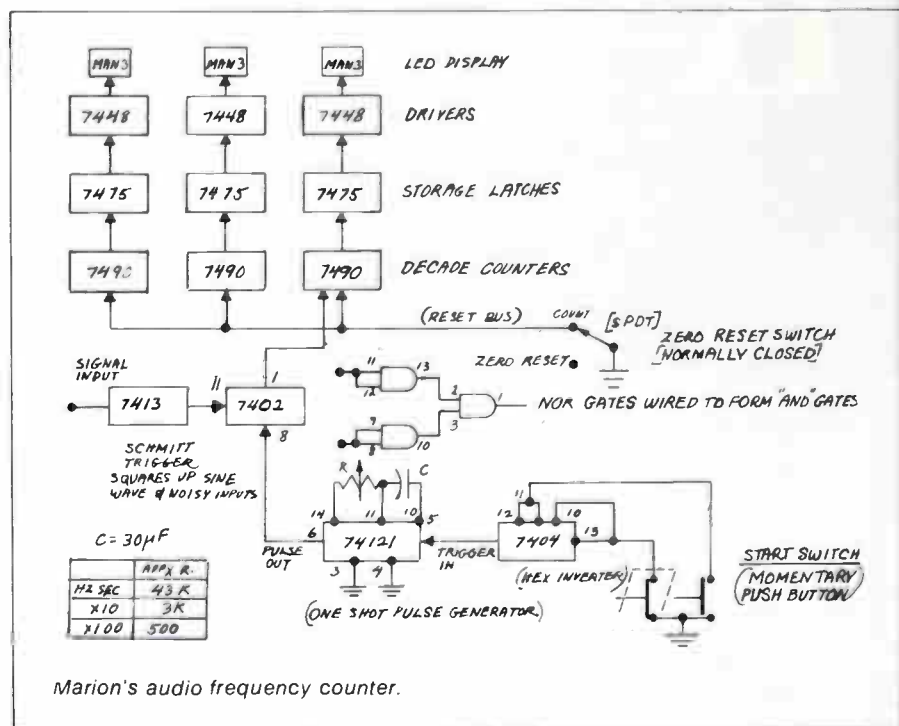 MAN3 MAN3 MAN3 LED DISPLAY
7448 7448 7448 DRIVERS
7475 7475 7475 STORAGE LATCHES
7490 7490 7490 DECADE COUNTERS
(RESET BUS) COUNT [SPDT]
ZERO RESET SWITCH
[NORMALLY CLOSED]
ZERO RESET
SIGNAL
INPUT
7413 11 7402 1 8
11 12 13 2 1
7 8 10 3
NOR GATES WIRED TO FORM "AND" GATES
SCHMITT
TRIGGER
SQUARES UP SINE
WAVE & NOISY INPUTS
R C
14 11 10 5
6 74121
3 4
PULSE
OUT
TRIGGER
IN
12 11 10 13
7404
(HEX INVERTER)
(ONE SHOT PULSE GENERATOR)
START SWITCH
(MOMENTARY
PUSH BUTTON)
C = 30µF
APPX R.
HZ SEC 43K
X10 3K
X100 500
Marion's audio frequency counter.